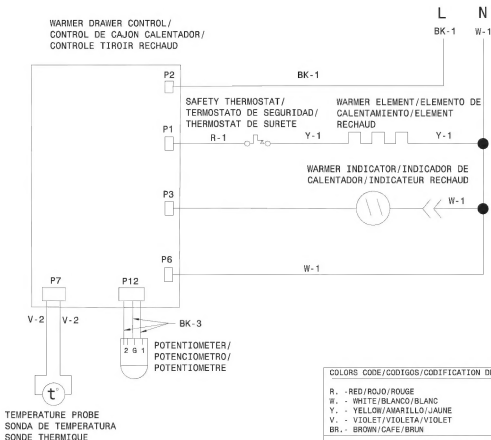 L N
BK-1 W-1
WARMER DRAWER CONTROL/
CONTROL DE CAJON CALENTADOR/
CONTROLE TIROIR RECHAUD
P2
BK-1
SAFETY THERMOSTAT/
TERMOSTATO DE SEGURIDAD/
THERMOSTAT DE SURETE
WARMER ELEMENT/ELEMENTO DE
CALENTAMIENTO/ELEMENT
RECHAUD
P1
R-1
Y-1
Y-1
WARMER INDICATOR/INDICADOR DE
CALENTADOR/INDICATEUR RECHAUD
P3
W-1
P6
W-1
P7
P12
V-2
V-2
BK-3
2 G 1
POTENTIOMETER/
POTENCIOMETRO/
POTENTIOMETRE
t°
TEMPERATURE PROBE
SONDA DE TEMPERATURA
SONDE THERMIQUE
COLORS CODE/CODIGOS/CODIFICATION
R. -RED/ROJO/ROUGE
W. - WHITE/BLANCO/BLANC
Y. - YELLOW/AMARILLO/JAUNE
V. - VIOLET/VIOLETA/VIOLET
BR.- BROWN/CAFE/BRUN